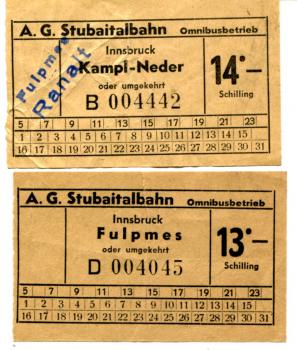 A. G. Stubaitalbahn Omnibusbetrieb
Fulpmes
Ranalt
Innsbruck
Kampl-Neder
oder umgekehrt
B 004442
14·—
Schilling
5 7 9 11 13 15 17 19 21 23
1 2 3 4 5 6 7 8 9 10 11 12 13 14 15
16 17 18 19 20 21 22 23 24 25 26 27 28 29 30 31
A. G. Stubaitalbahn Omnibusbetrieb
Innsbruck
Fulpmes
oder umgekehrt
D 004045
13·—
Schilling
5 7 9 11 13 15 17 19 21 23
1 2 3 4 5 6 7 8 9 10 11 12 13 14 15
16 17 18 19 20 21 22 23 24 25 26 27 28 29 30 31